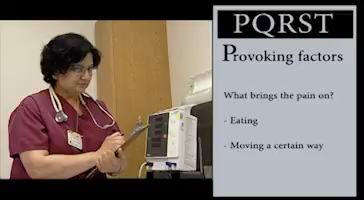 PQRST
Provoking factors
What brings the pain on?
- Eating
- Moving a certain way